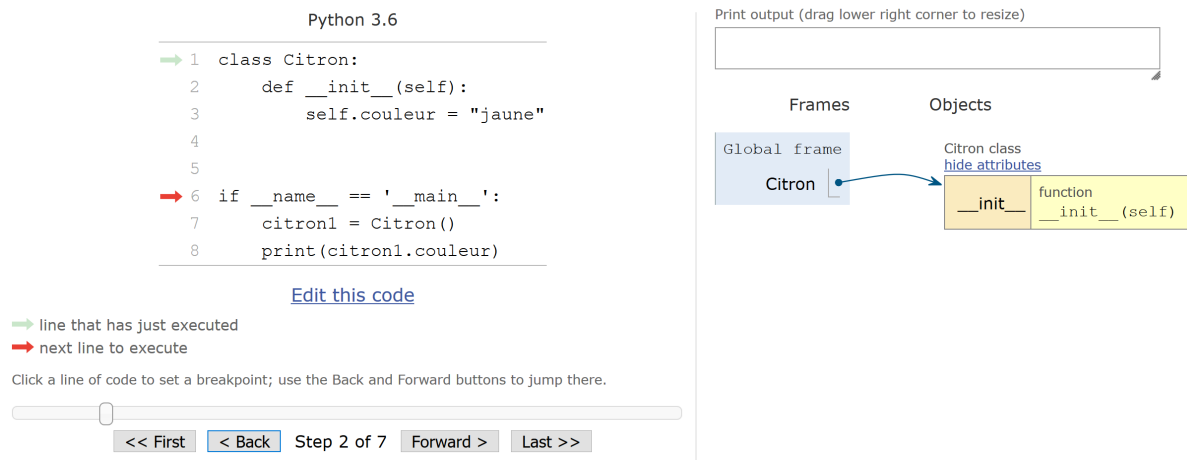 Python 3.6
1 class Citron:
2 def __init__(self):
3 self.couleur = "jaune"
4
5
6 if __name__ == '__main__':
7 citron1 = Citron()
8 print(citron1.couleur)
Edit this code
line that has just executed
next line to execute
Click a line of code to set a breakpoint; use the Back and Forward buttons to jump there.
<< First < Back Step 2 of 7 Forward > Last >>
Print output (drag lower right corner to resize)
Frames Objects
Global frame
Citron
Citron class
hide attributes
__init__
function
__init__(self)